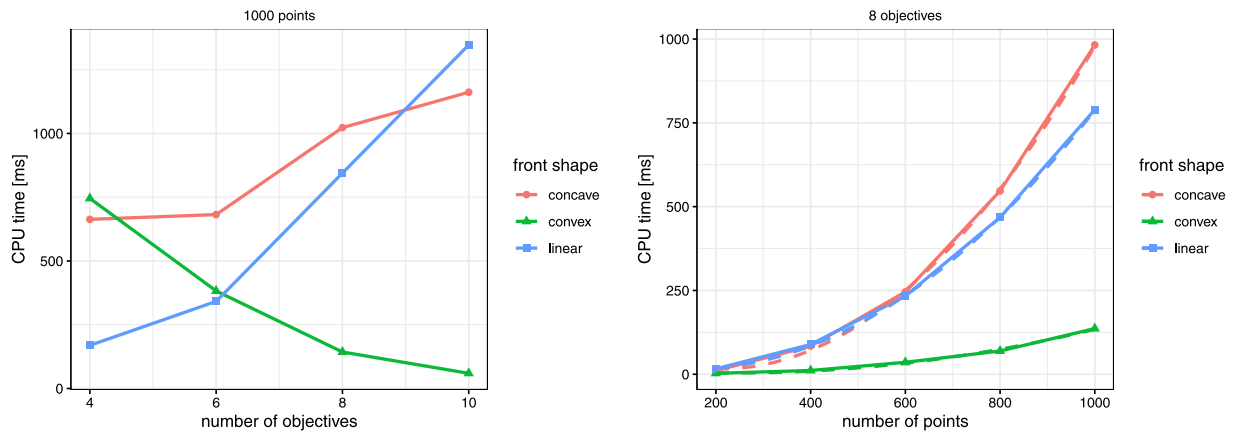 1000 points
CPU time [ms]
1000
500
0
4 6 8 10
number of objectives
front shape
concave
convex
linear
8 objectives
CPU time [ms]
1000
750
500
250
0
200 400 600 800 1000
number of points
front shape
concave
convex
linear